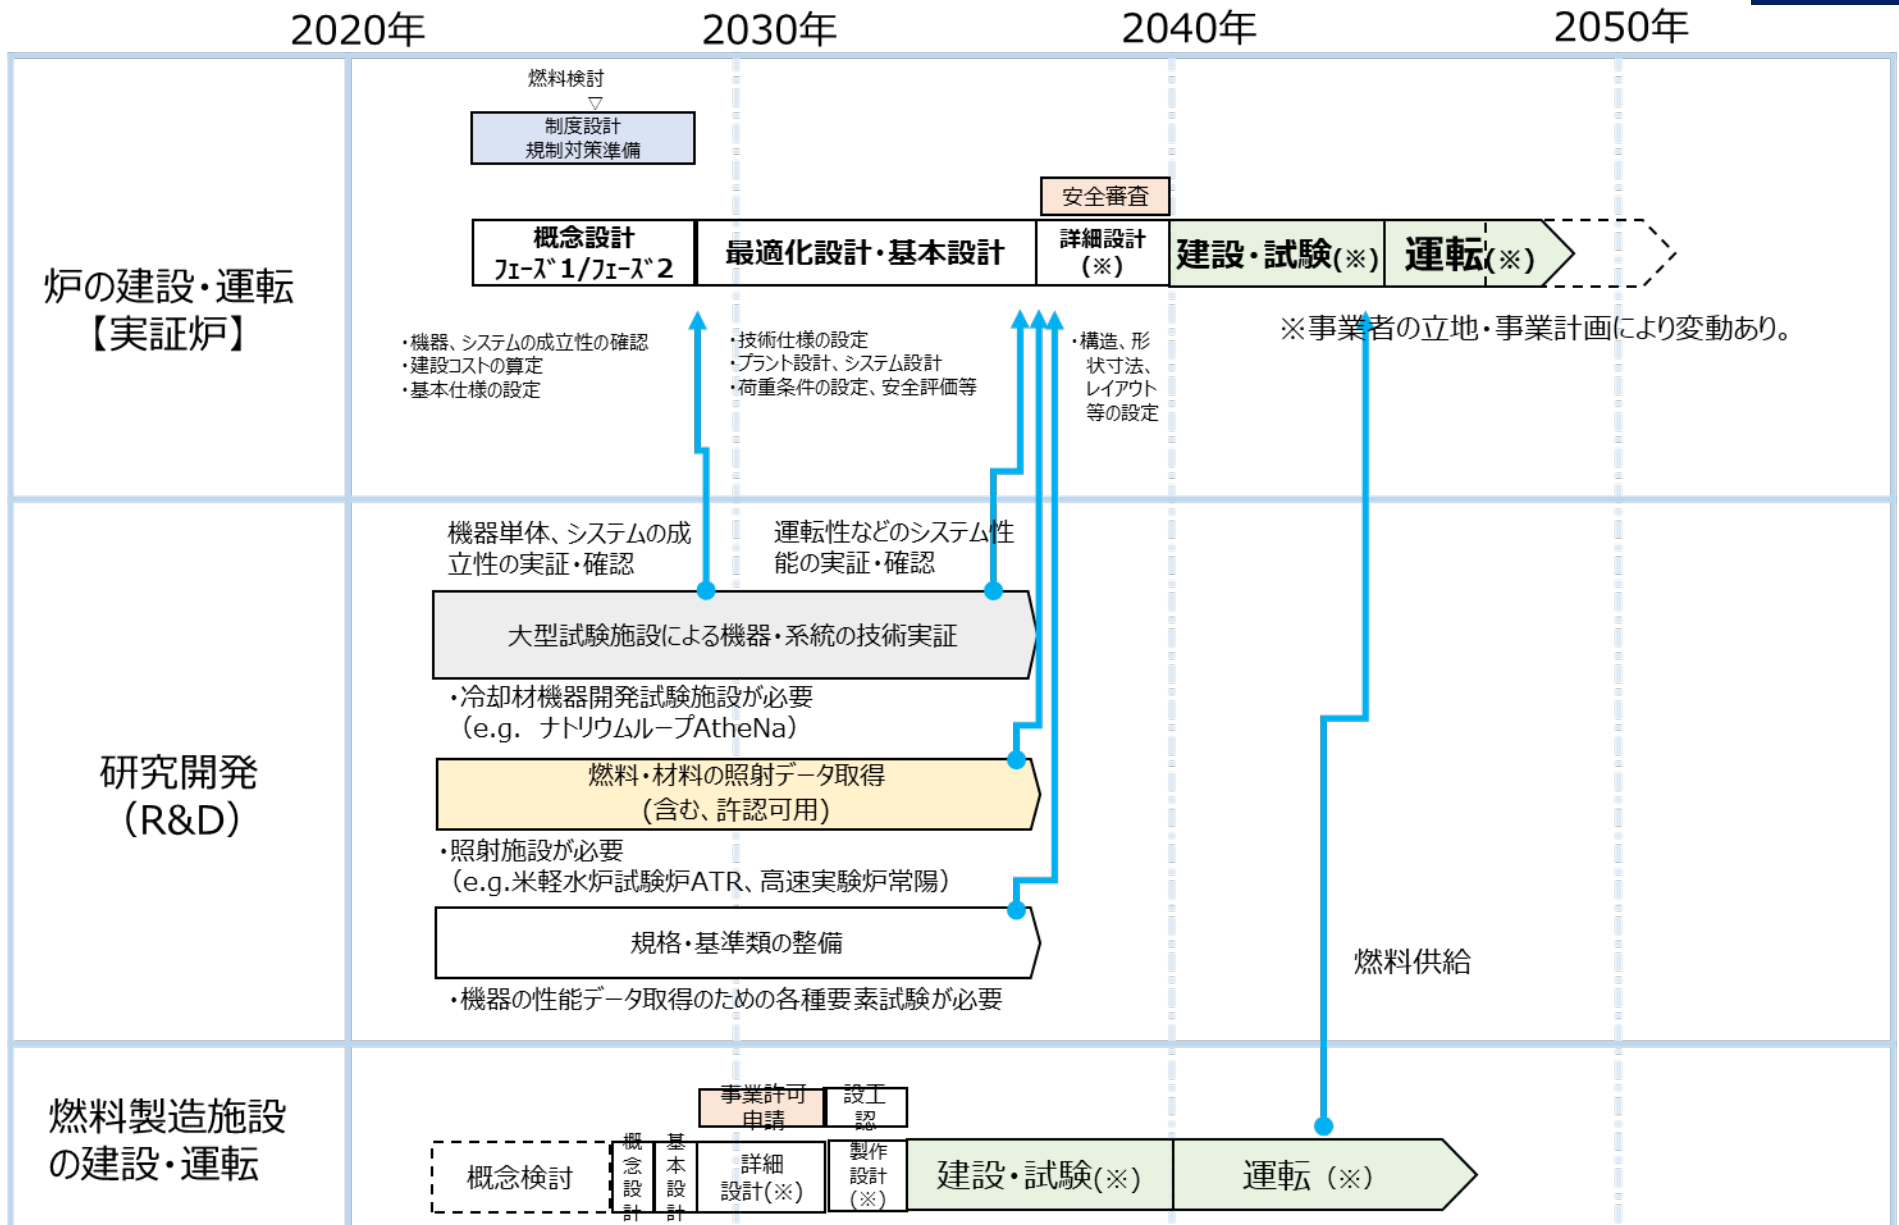 2020年
2030年
2040年
2050年
炉の建設・運転
【実証炉】
燃料検討
▽
制度設計
規制対策準備
安全審査
概念設計
フェーズ1/フェーズ2
最適化設計・基本設計
詳細設計
(※)
建設・試験(※)
運転(※)
※事業者の立地・事業計画により変動あり。
・機器、システムの成立性の確認
・建設コストの算定
・基本仕様の設定
・技術仕様の設定
・プラント設計、システム設計
・荷重条件の設定、安全評価等
・構造、形
状寸法、
レイアウト
等の設定
研究開発
（R&D）
機器単体、システムの成
立性の実証・確認
運転性などのシステム性
能の実証・確認
大型試験施設による機器・系統の技術実証
・冷却材機器開発試験施設が必要
（e.g. ナトリウムループAtheNa）
燃料・材料の照射データ取得
(含む、許認可用)
・照射施設が必要
（e.g.米軽水炉試験炉ATR、高速実験炉常陽）
規格・基準類の整備
・機器の性能データ取得のための各種要素試験が必要
燃料供給
燃料製造施設
の建設・運転
事業許可
申請
設工
認
概念検討
概念設計
基本設計
詳細
設計(※)
製作
設計
(※)
建設・試験(※)
運転（※）